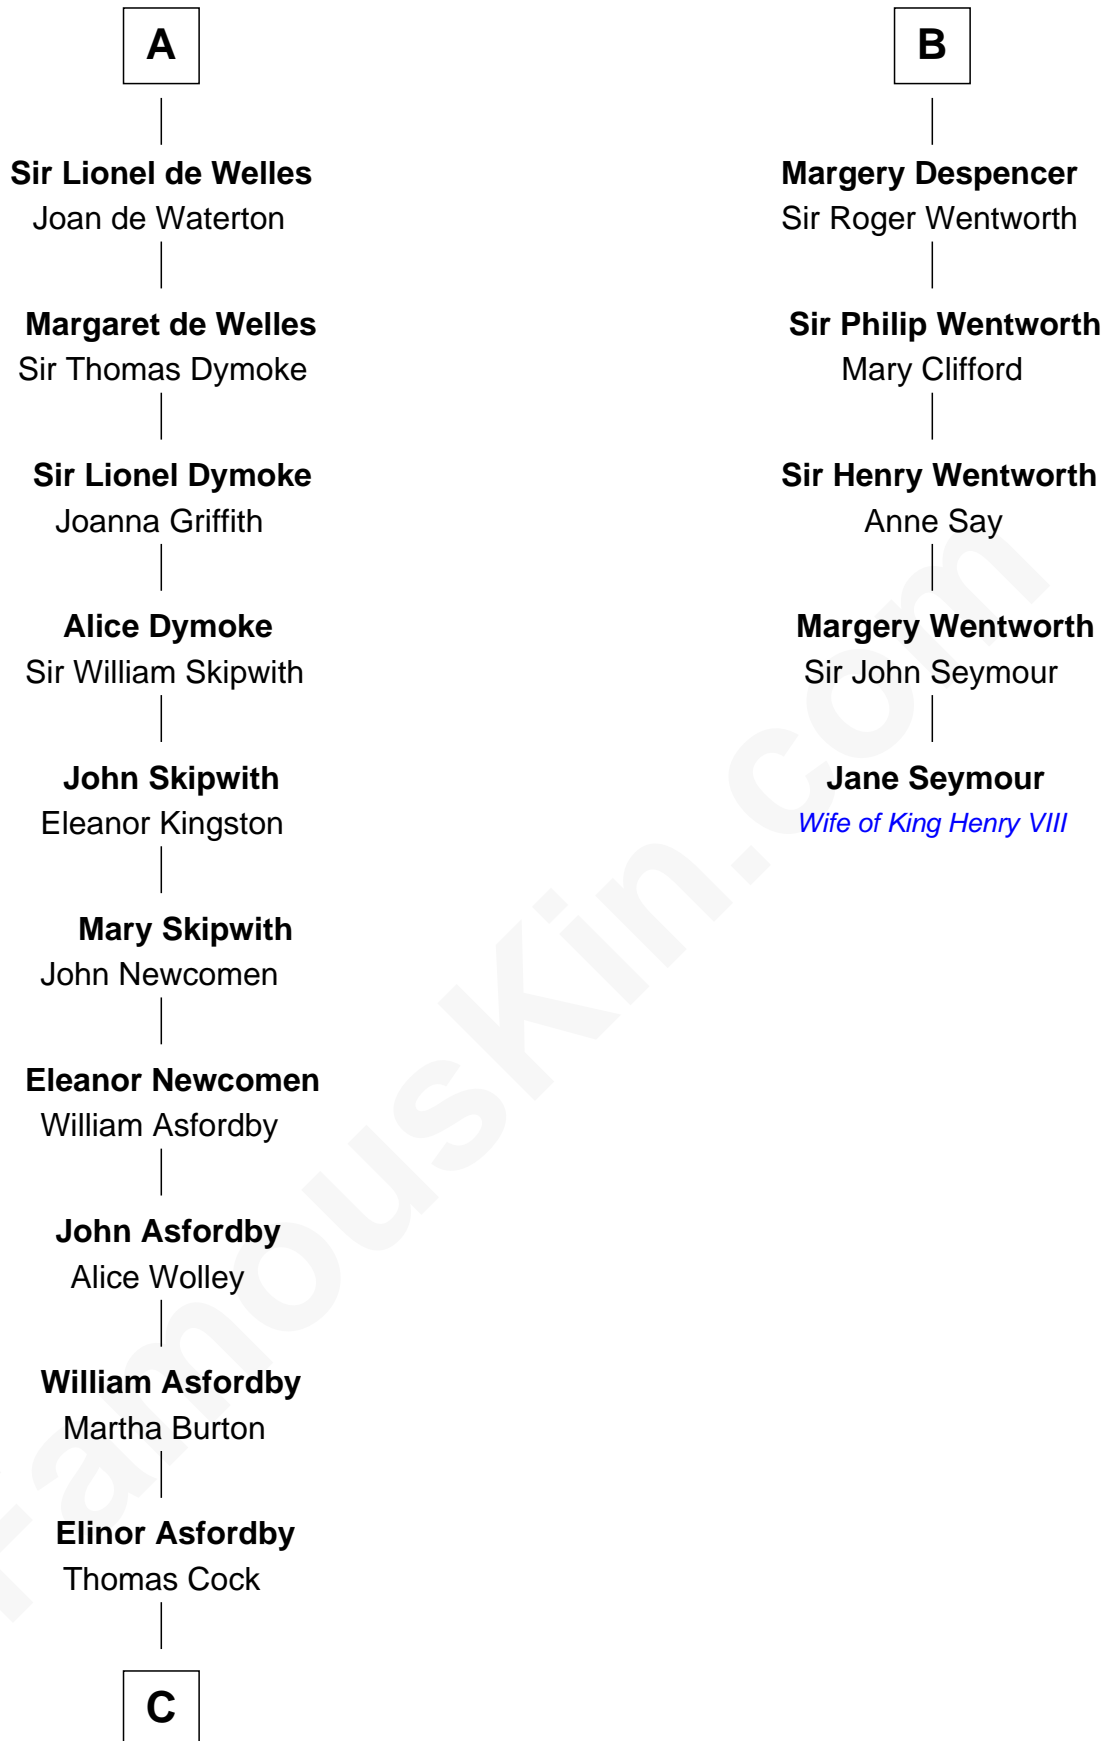 A
Sir Lionel de Welles
Joan de Waterton
Margaret de Welles
Sir Thomas Dymoke
Sir Lionel Dymoke
Joanna Griffith
Alice Dymoke
Sir William Skipwith
John Skipwith
Eleanor Kingston
Mary Skipwith
John Newcomen
Eleanor Newcomen
William Asfordby
John Asfordby
Alice Wolley
William Asfordby
Martha Burton
Elinor Asfordby
Thomas Cock
C
B
Margery Despencer
Sir Roger Wentworth
Sir Philip Wentworth
Mary Clifford
Sir Henry Wentworth
Anne Say
Margery Wentworth
Sir John Seymour
Jane Seymour
Wife of King Henry VIII
FamousKin.com